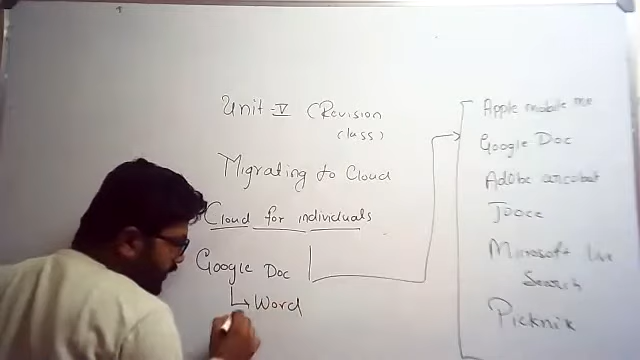 Unit-V (Revision
class)
Migrating to Cloud
Cloud for individuals
Google Doc
Word
Apple mobile me
Google Doc
Adobe
Jooce
Microsoft live
Search
Picknik